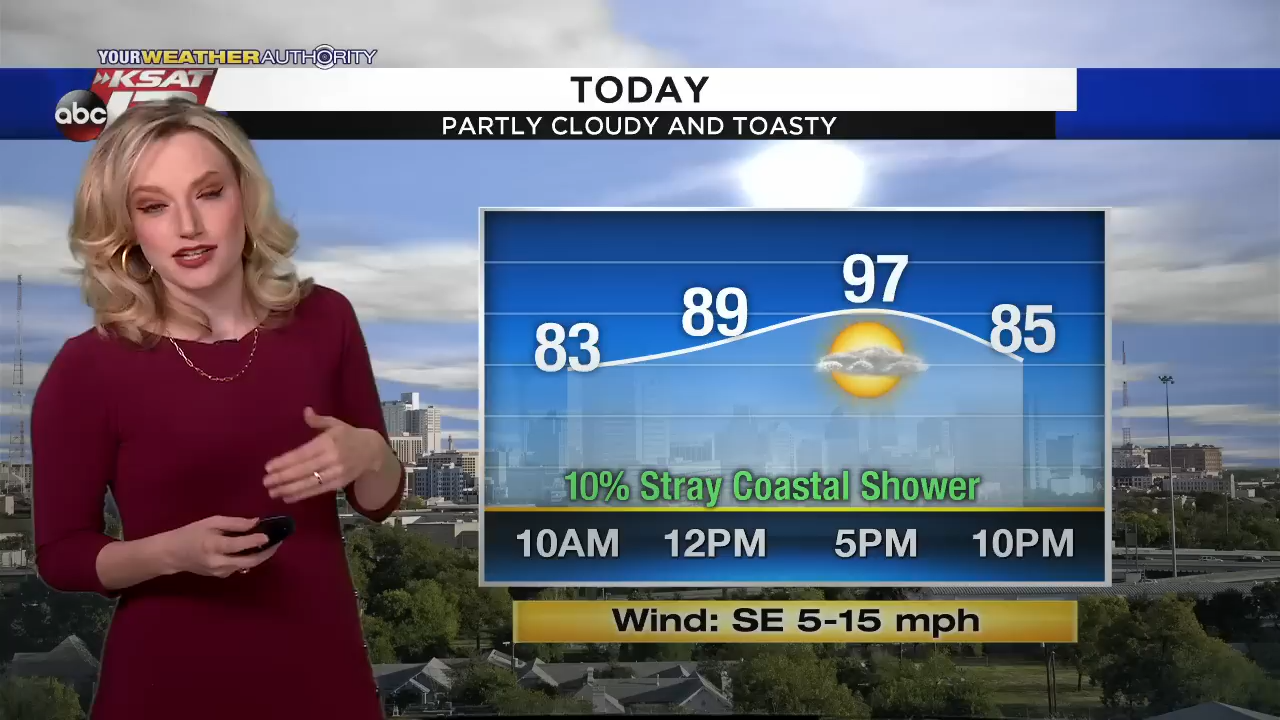 YOUR WEATHER AUTHORITY
KSAT
abc
TODAY
PARTLY CLOUDY AND TOASTY
83
89
97
85
10% Stray Coastal Shower
10AM 12PM 5PM 10PM
Wind: SE 5-15 mph